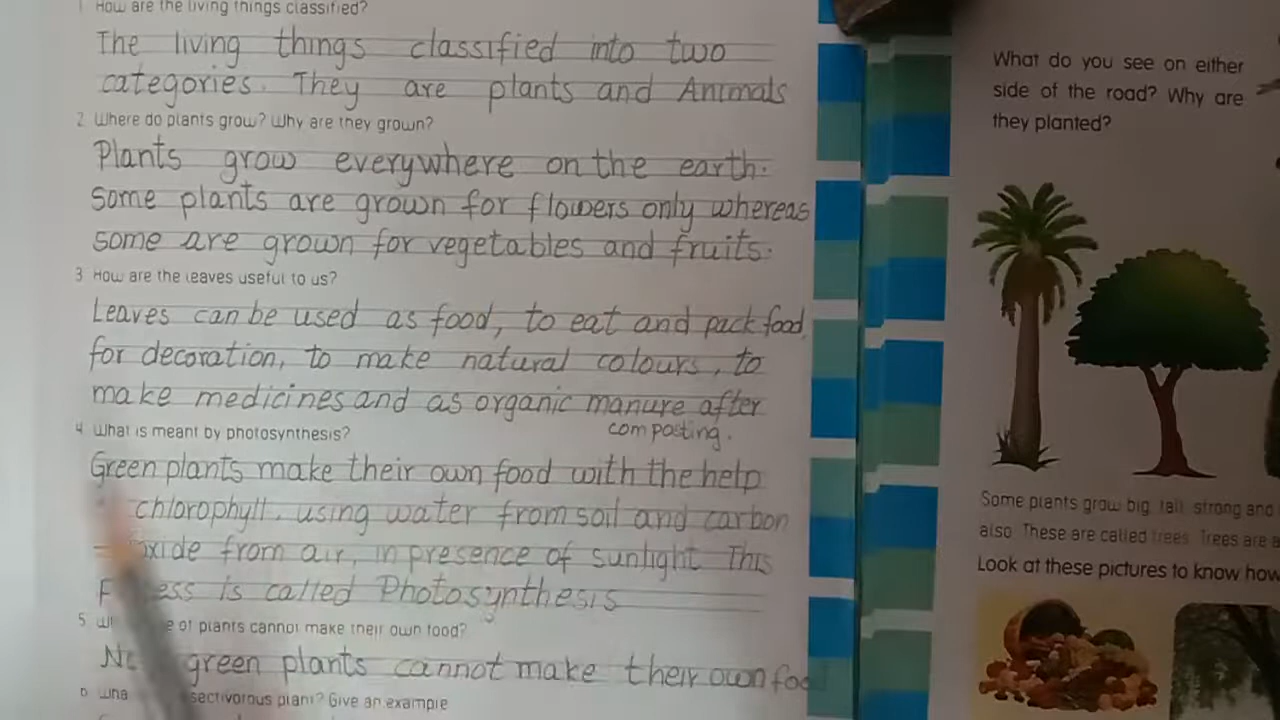 1 How are the living things classified?
The living things classified into two
categories. They are plants and Animals
2 Where do plants grow? Why are they grown?
Plants grow everywhere on the earth.
Some plants are grown for flowers only whereas
some are grown for vegetables and fruits.
3 How are the leaves useful to us?
Leaves can be used as food, to eat and pack food,
for decoration, to make natural colours, to
make medicines and as organic manure after
composting.
4 What is meant by photosynthesis?
Green plants make their own food with the help
chlorophyll, using water from soil and carbon
from air, in presence of sunlight. This
is called Photosynthesis
5 of plants cannot make their own food?
green plants cannot make their own food
6 plant? Give an example
What do you see on either
side of the road? Why are
they planted?
Some plants grow big, tall, strong and
also. These are called trees. Trees are
Look at these pictures to know how